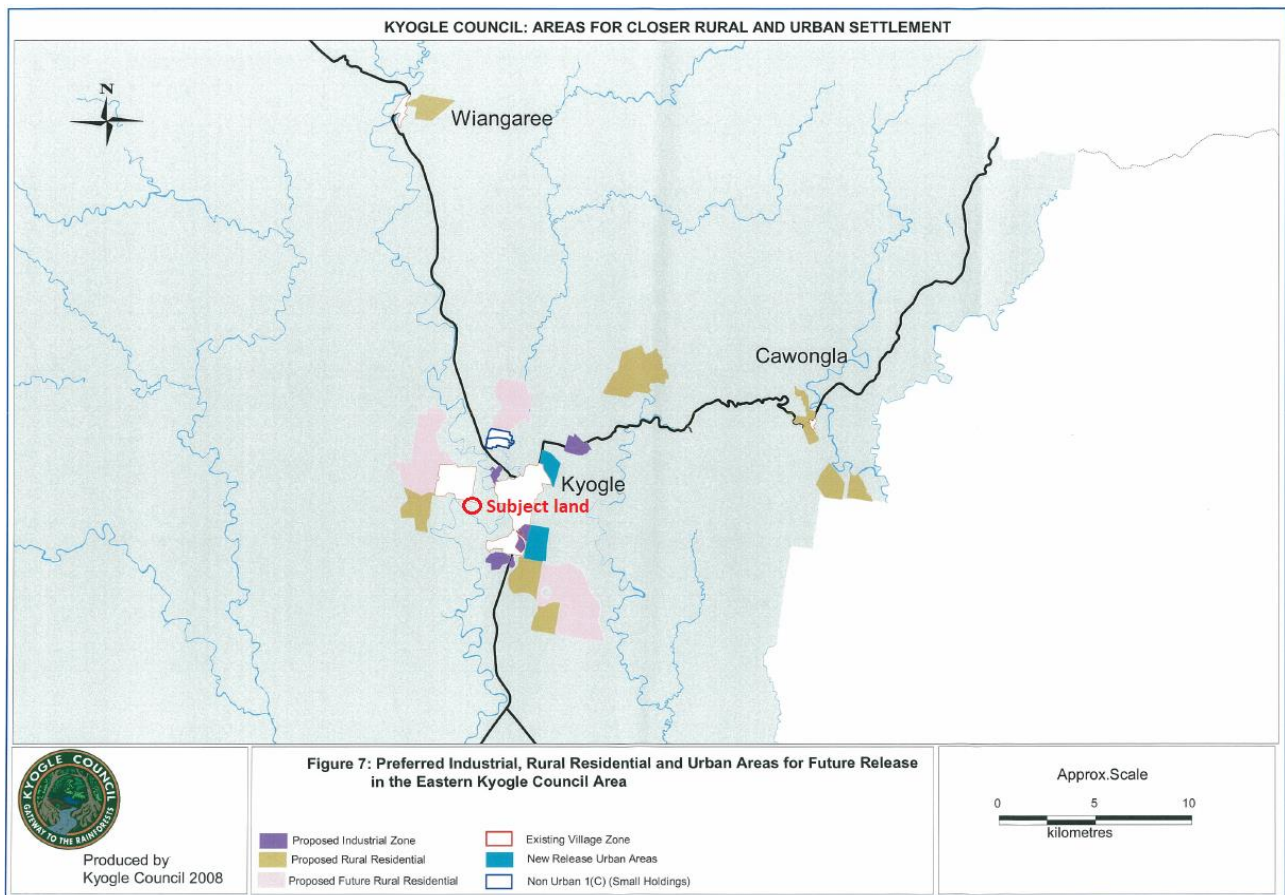 KYOGLE COUNCIL: AREAS FOR CLOSER RURAL AND URBAN SETTLEMENT
N
Wiangaree
Cawongla
Kyogle
Subject land
KYOGLE COUNCIL
GATEWAY TO THE RAINFORESTS
Produced by
Kyogle Council 2008
Figure 7: Preferred Industrial, Rural Residential and Urban Areas for Future Release
in the Eastern Kyogle Council Area
Proposed Industrial Zone
Proposed Rural Residential
Proposed Future Rural Residential
Existing Village Zone
New Release Urban Areas
Non Urban 1(C) (Small Holdings)
Approx.Scale
0 5 10
kilometres